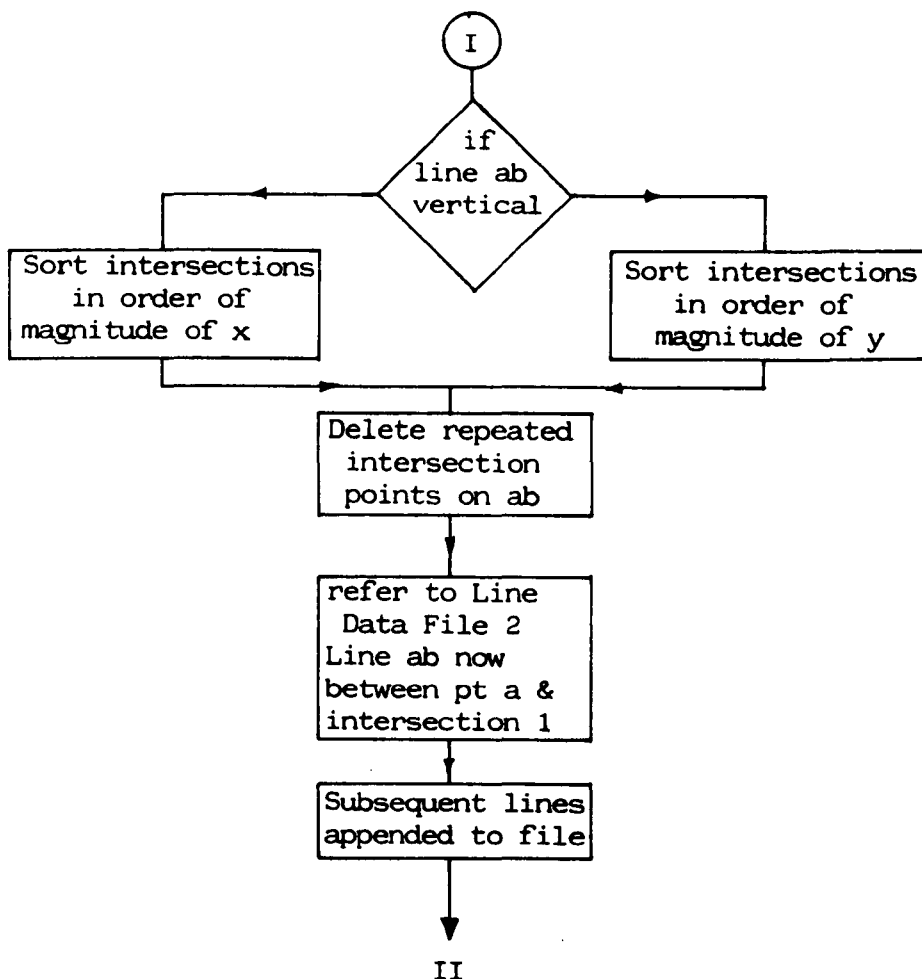 I
if
line ab
vertical
Sort intersections
in order of
magnitude of x
Sort intersections
in order of
magnitude of y
Delete repeated
intersection
points on ab
refer to Line
Data File 2
Line ab now
between pt a &
intersection 1
Subsequent lines
appended to file
II